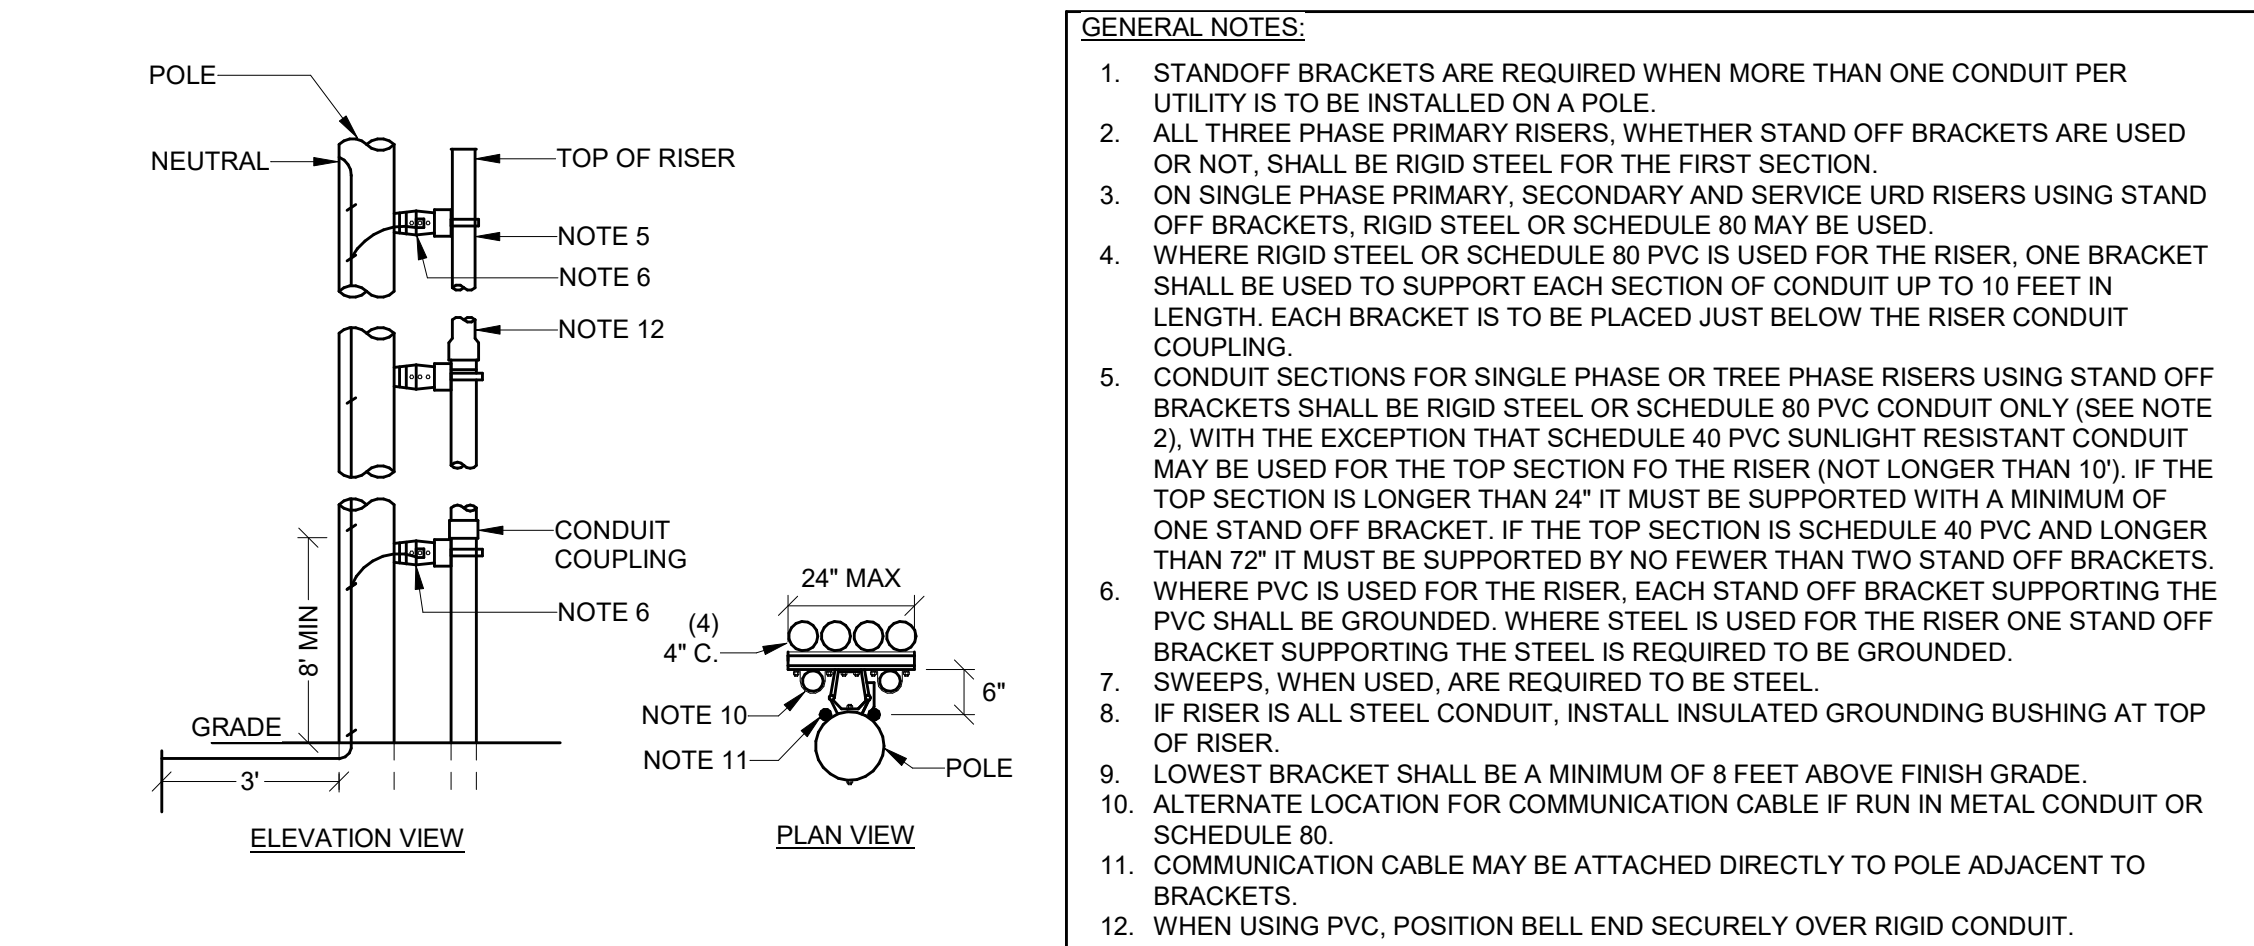 POLE
NEUTRAL
TOP OF RISER
NOTE 5
NOTE 6
NOTE 12
CONDUIT
COUPLING
NOTE 6
8' MIN
GRADE
3'
ELEVATION VIEW
24" MAX
(4)
4" C.
6"
NOTE 10
NOTE 11
POLE
PLAN VIEW
GENERAL NOTES:
1. STANDOFF BRACKETS ARE REQUIRED WHEN MORE THAN ONE CONDUIT PER
UTILITY IS TO BE INSTALLED ON A POLE.
2. ALL THREE PHASE PRIMARY RISERS, WHETHER STAND OFF BRACKETS ARE USED
OR NOT, SHALL BE RIGID STEEL FOR THE FIRST SECTION.
3. ON SINGLE PHASE PRIMARY, SECONDARY AND SERVICE URD RISERS USING STAND
OFF BRACKETS, RIGID STEEL OR SCHEDULE 80 MAY BE USED.
4. WHERE RIGID STEEL OR SCHEDULE 80 PVC IS USED FOR THE RISER, ONE BRACKET
SHALL BE USED TO SUPPORT EACH SECTION OF CONDUIT UP TO 10 FEET IN
LENGTH. EACH BRACKET IS TO BE PLACED JUST BELOW THE RISER CONDUIT
COUPLING.
5. CONDUIT SECTIONS FOR SINGLE PHASE OR TREE PHASE RISERS USING STAND OFF
BRACKETS SHALL BE RIGID STEEL OR SCHEDULE 80 PVC CONDUIT ONLY (SEE NOTE
2), WITH THE EXCEPTION THAT SCHEDULE 40 PVC SUNLIGHT RESISTANT CONDUIT
MAY BE USED FOR THE TOP SECTION FO THE RISER (NOT LONGER THAN 10'). IF THE
TOP SECTION IS LONGER THAN 24" IT MUST BE SUPPORTED WITH A MINIMUM OF
ONE STAND OFF BRACKET. IF THE TOP SECTION IS SCHEDULE 40 PVC AND LONGER
THAN 72" IT MUST BE SUPPORTED BY NO FEWER THAN TWO STAND OFF BRACKETS.
6. WHERE PVC IS USED FOR THE RISER, EACH STAND OFF BRACKET SUPPORTING THE
PVC SHALL BE GROUNDED. WHERE STEEL IS USED FOR THE RISER ONE STAND OFF
BRACKET SUPPORTING THE STEEL IS REQUIRED TO BE GROUNDED.
7. SWEEPS, WHEN USED, ARE REQUIRED TO BE STEEL.
8. IF RISER IS ALL STEEL CONDUIT, INSTALL INSULATED GROUNDING BUSHING AT TOP
OF RISER.
9. LOWEST BRACKET SHALL BE A MINIMUM OF 8 FEET ABOVE FINISH GRADE.
10. ALTERNATE LOCATION FOR COMMUNICATION CABLE IF RUN IN METAL CONDUIT OR
SCHEDULE 80.
11. COMMUNICATION CABLE MAY BE ATTACHED DIRECTLY TO POLE ADJACENT TO
BRACKETS.
12. WHEN USING PVC, POSITION BELL END SECURELY OVER RIGID CONDUIT.